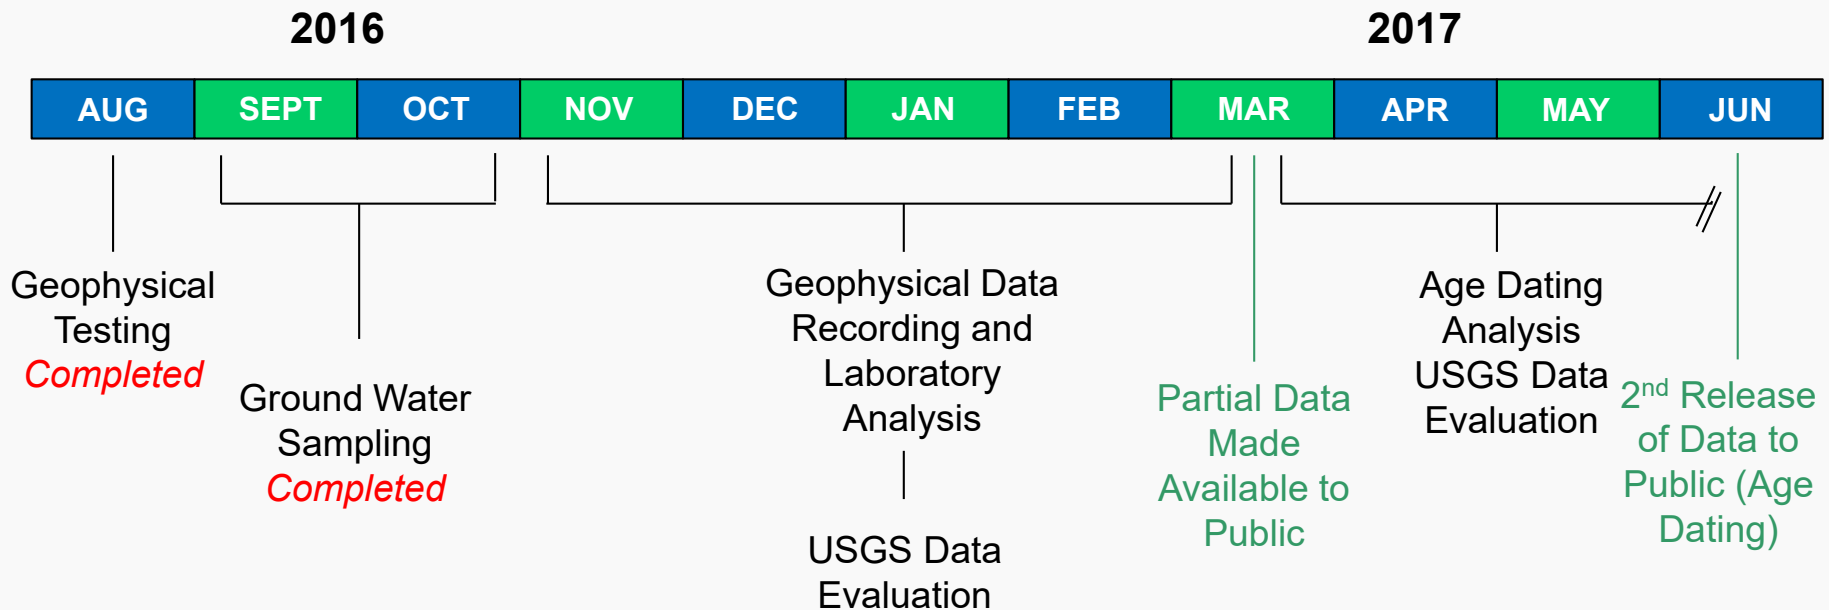 2016
2017
AUG
SEPT
OCT
NOV
DEC
JAN
FEB
MAR
APR
MAY
JUN
Geophysical
Testing
Completed
Ground Water
Sampling
Completed
Geophysical Data
Recording and
Laboratory
Analysis
USGS Data
Evaluation
Partial Data
Made
Available to
Public
Age Dating
Analysis
USGS Data
Evaluation
2nd Release
of Data to
Public (Age
Dating)